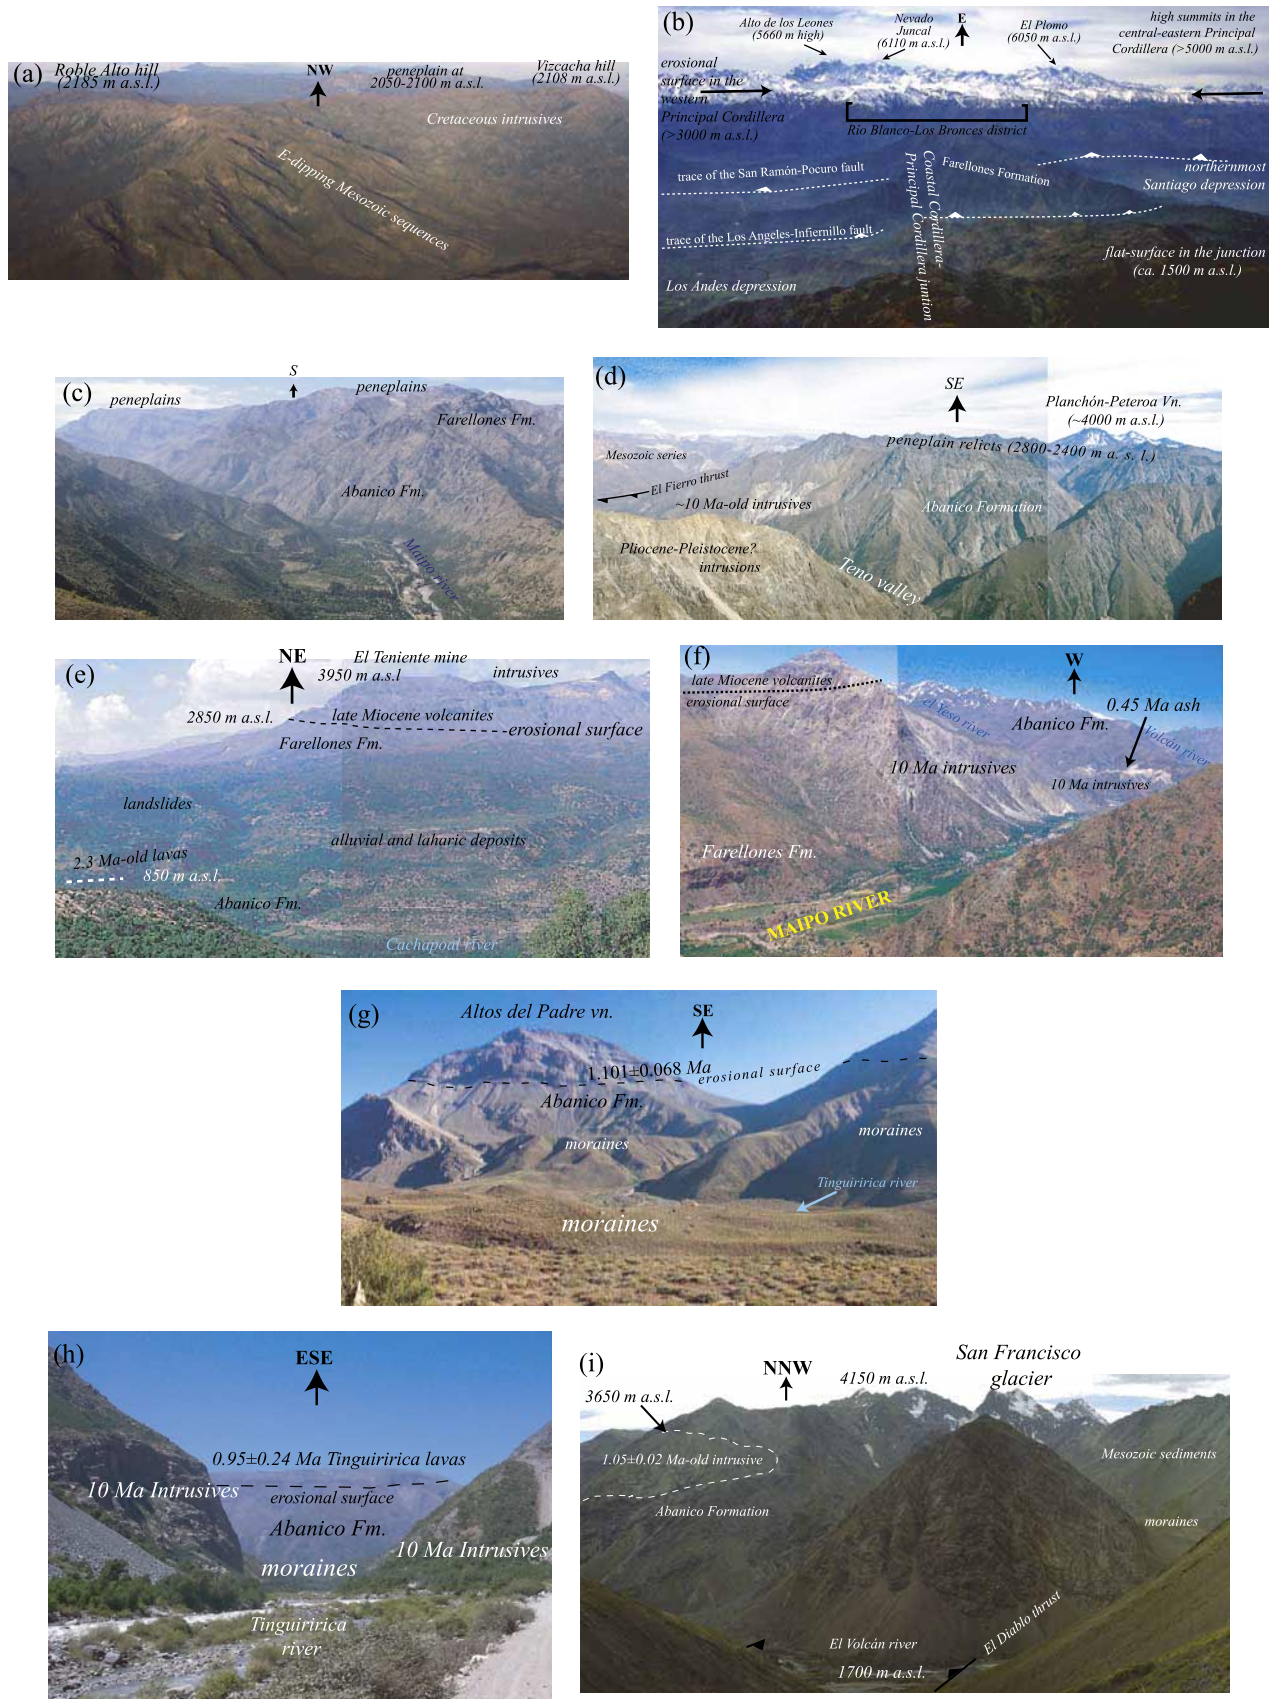 (a)
Roble Alto hill
(2185 m a.s.l.)
NW
peneplain at
2050-2100 m a.s.l.
Vizcacha hill
(2108 m a.s.l.)
Cretaceous intrusives
E-dipping Mesozoic sequences
(b)
Alto de los Leones
(5660 m high)
Nevado
Juncal
(6110 m a.s.l.)
E
El Plomo
(6050 m a.s.l.)
high summits in the
central-eastern Principal
Cordillera (>5000 m a.s.l.)
erosional
surface in the
western
Principal Cordillera
(>3000 m a.s.l.)
Río Blanco-Los Bronces district
trace of the San Ramón-Pocuro fault
Coastal Cordillera-
Principal Cordillera juntion
Farellones Formation
northernmost
Santiago depression
trace of the Los Angeles-Infiernillo fault
flat-surface in the junction
(ca. 1500 m a.s.l.)
Los Andes depression
(c)
S
peneplains
peneplains
Farellones Fm.
Abanico Fm.
Maipo river
(d)
SE
Planchón-Peteroa Vn.
(~4000 m a.s.l.)
peneplain relicts (2800-2400 m a. s. l.)
Mesozoic series
El Fierro thrust
~10 Ma-old intrusives
Abanico Formation
Pliocene-Pleistocene?
intrusions
Teno valley
(e)
NE
El Teniente mine
3950 m a.s.l
intrusives
2850 m a.s.l.
late Miocene volcanites
erosional surface
Farellones Fm.
landslides
alluvial and laharic deposits
2.3 Ma-old lavas
850 m a.s.l.
Abanico Fm.
Cachapoal river
(f)
W
late Miocene volcanites
erosional surface
el Yeso river
Abanico Fm.
0.45 Ma ash
Volcán river
10 Ma intrusives
10 Ma intrusives
Farellones Fm.
MAIPO RIVER
(g)
Altos del Padre vn.
SE
1.101±0.068 Ma
erosional surface
Abanico Fm.
moraines
moraines
Tinguiririca river
moraines
(h)
ESE
0.95±0.24 Ma Tinguiririca lavas
10 Ma Intrusives
erosional surface
Abanico Fm.
10 Ma Intrusives
moraines
Tinguiririca
river
(i)
NNW
4150 m a.s.l.
San Francisco
glacier
3650 m a.s.l.
1.05±0.02 Ma-old intrusive
Mesozoic sediments
Abanico Formation
moraines
El Volcán river
El Diablo thrust
1700 m a.s.l.